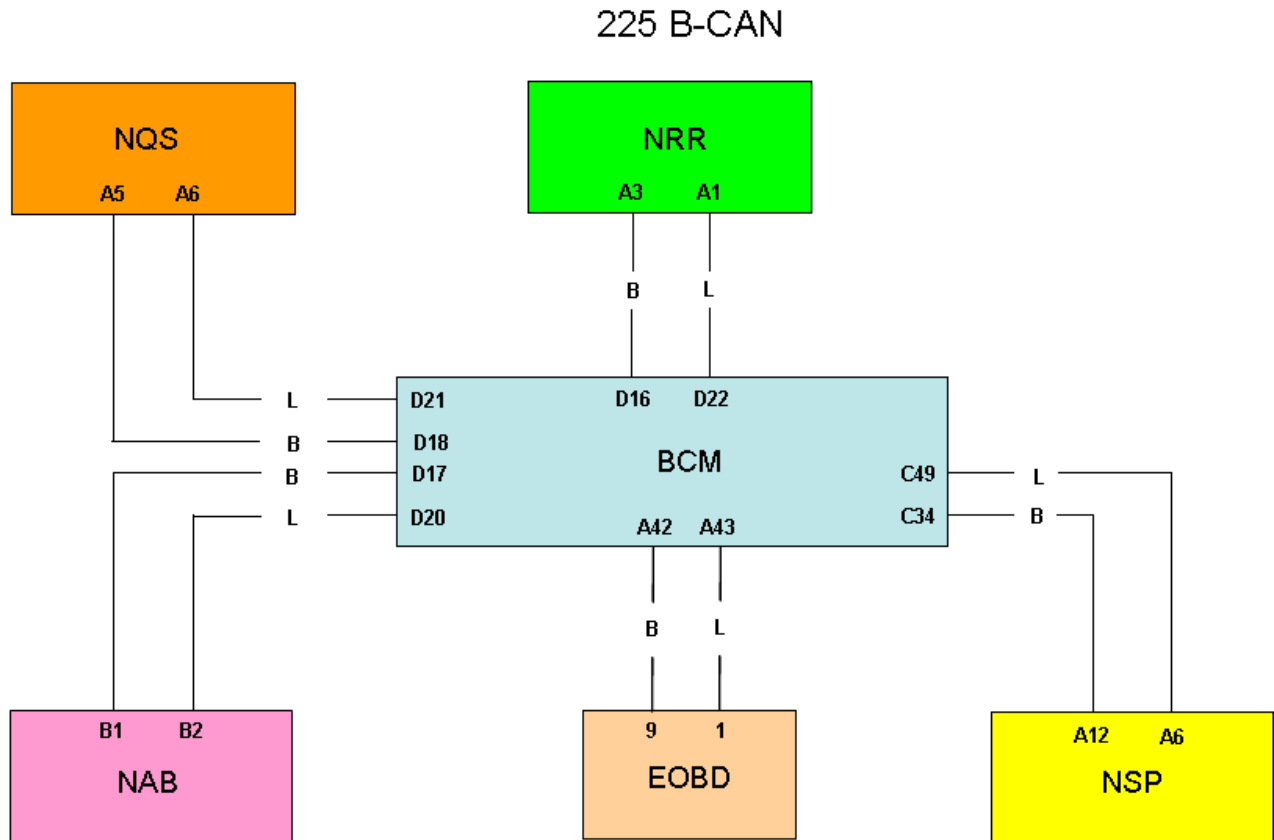 225 B-CAN
NQS
NRR
A5 A6
A3 A1
B L
L
D21
D16 D22
B
D18
BCM
B
D17
C49
L
L
D20
C34
B
A42 A43
B L
B1 B2
9 1
A12 A6
NAB
EOBD
NSP